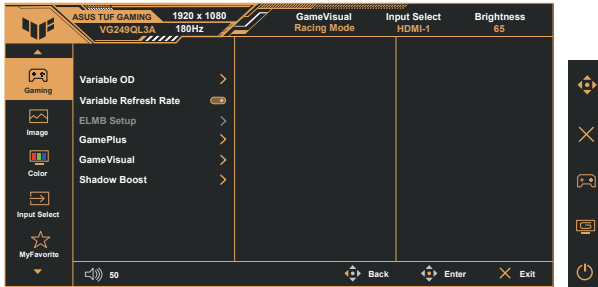 ASUS TUF GAMING 1920 x 1080 GameVisual Input Select Brightness
VG249QL3A 180Hz Racing Mode HDMI-1 65
Gaming
Image
Color
Input Select
MyFavorite
Variable OD
Variable Refresh Rate
ELMB Setup
GamePlus
GameVisual
Shadow Boost
50 Back Enter Exit